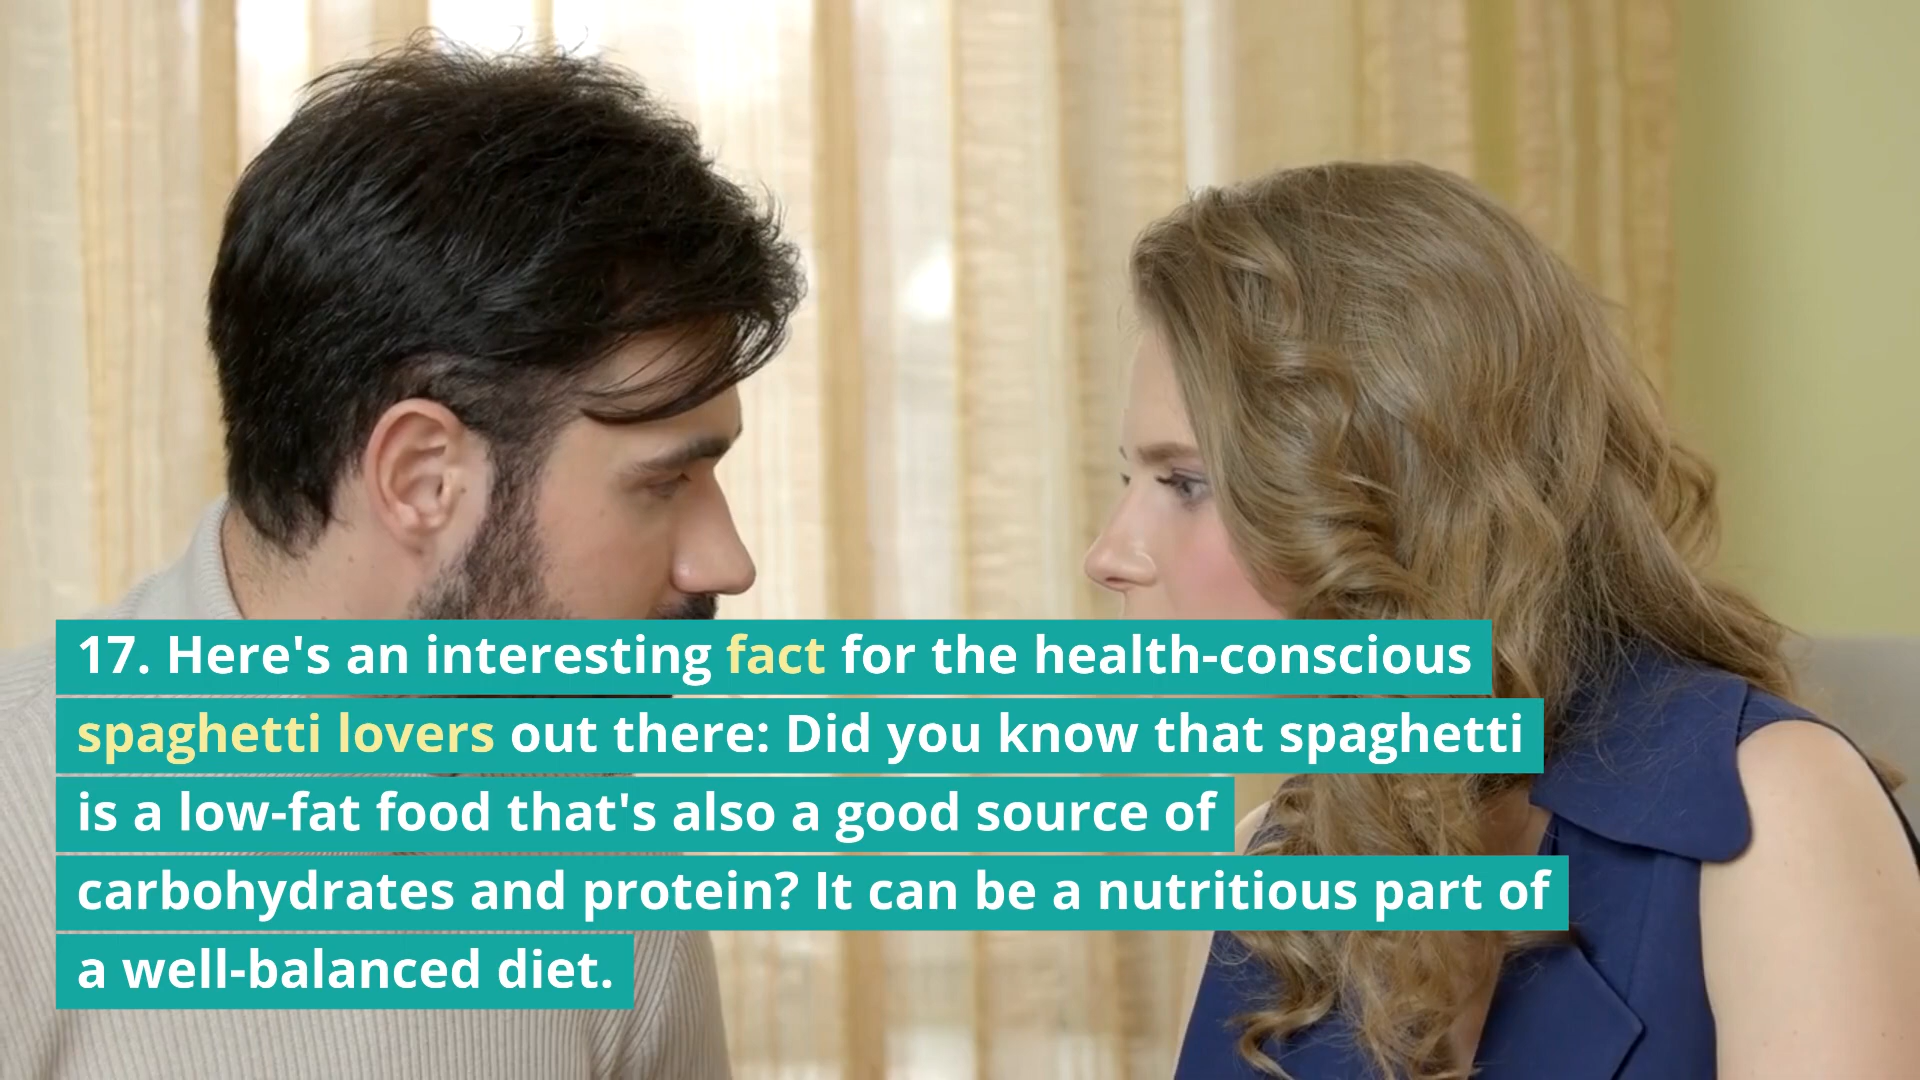 17. Here's an interesting fact for the health-conscious
spaghetti lovers out there: Did you know that spaghetti
is a low-fat food that's also a good source of
carbohydrates and protein? It can be a nutritious part of
a well-balanced diet.